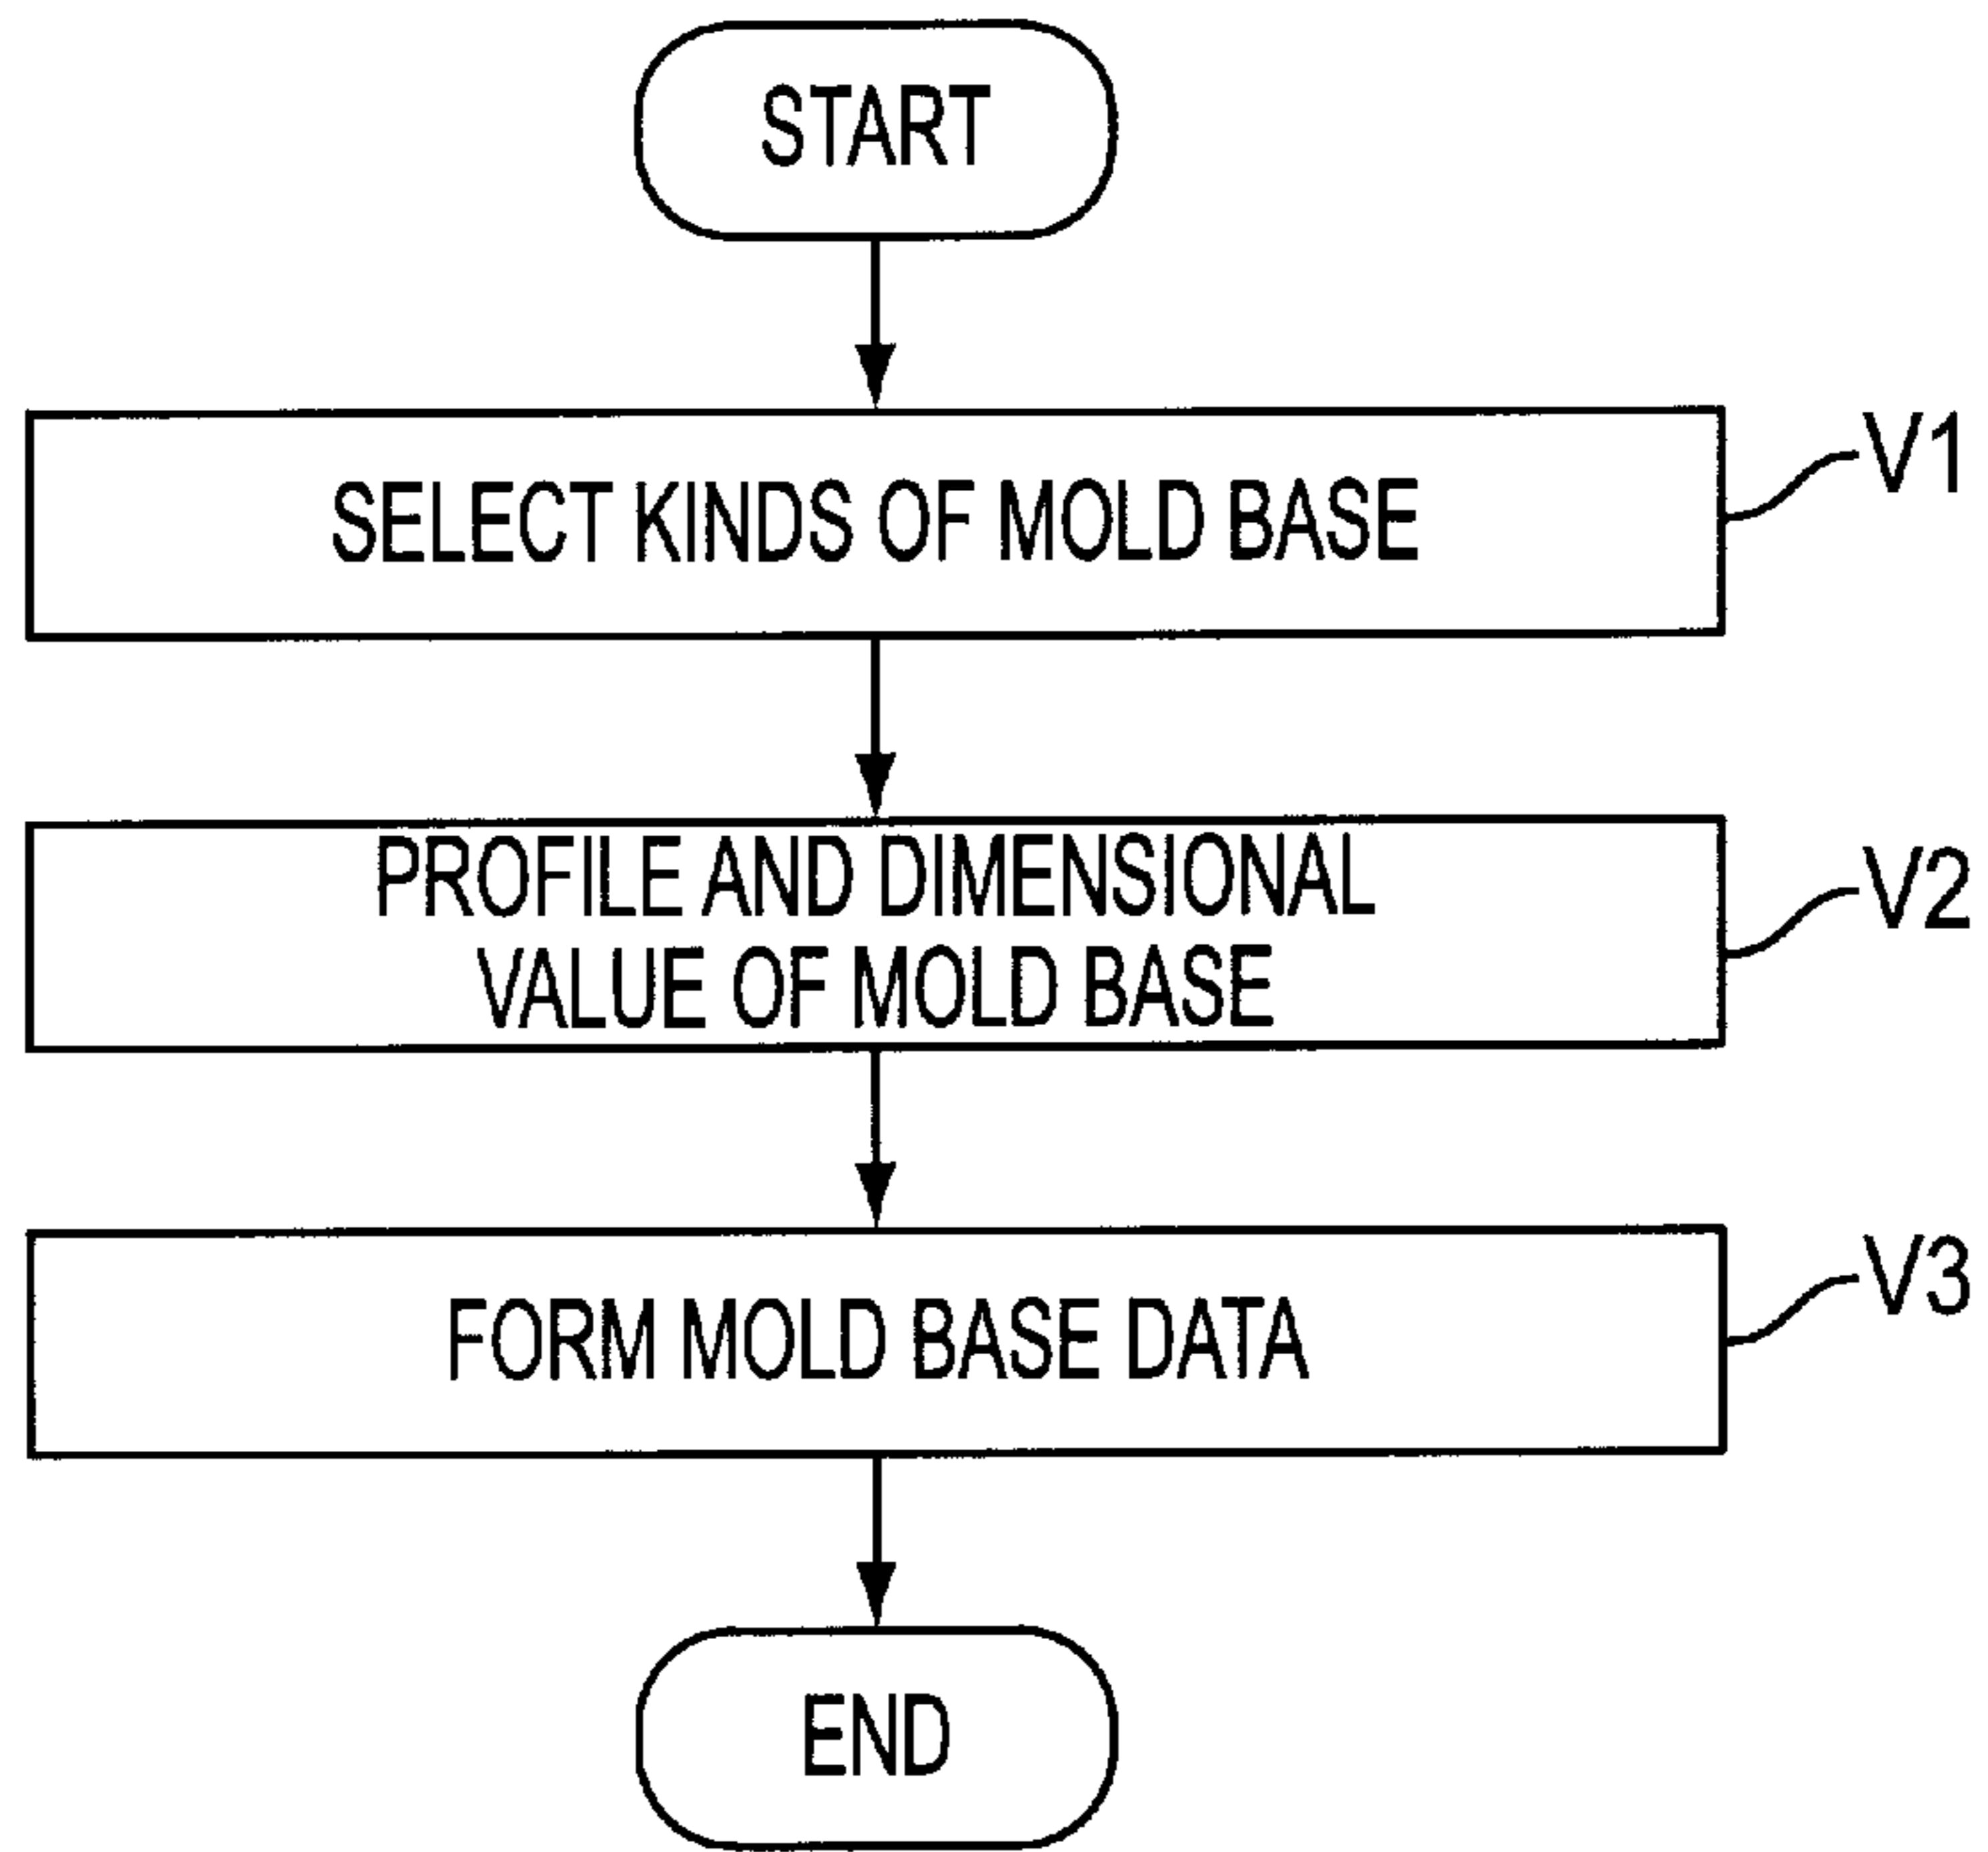 START
SELECT KINDS OF MOLD BASE
V1
PROFILE AND DIMENSIONAL
VALUE OF MOLD BASE
V2
FORM MOLD BASE DATA
V3
END